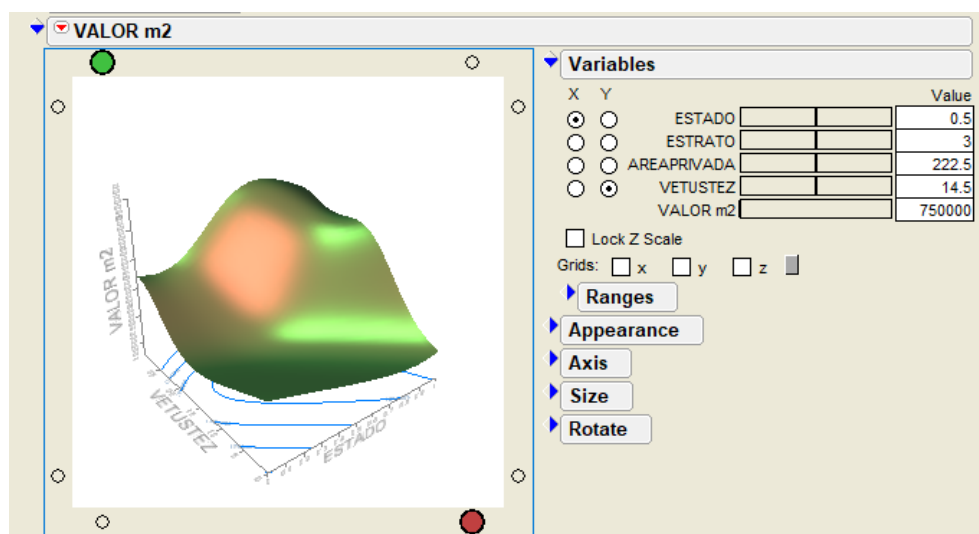 VALOR m2
Variables
X Y Value
ESTADO 0.5
ESTRATO 3
AREAPRIVADA 222.5
VETUSTEZ 14.5
VALOR m2 750000
Lock Z Scale
Grids: x y z
Ranges
Appearance
Axis
Size
Rotate
VALOR m2
VETUSTEZ
ESTADO